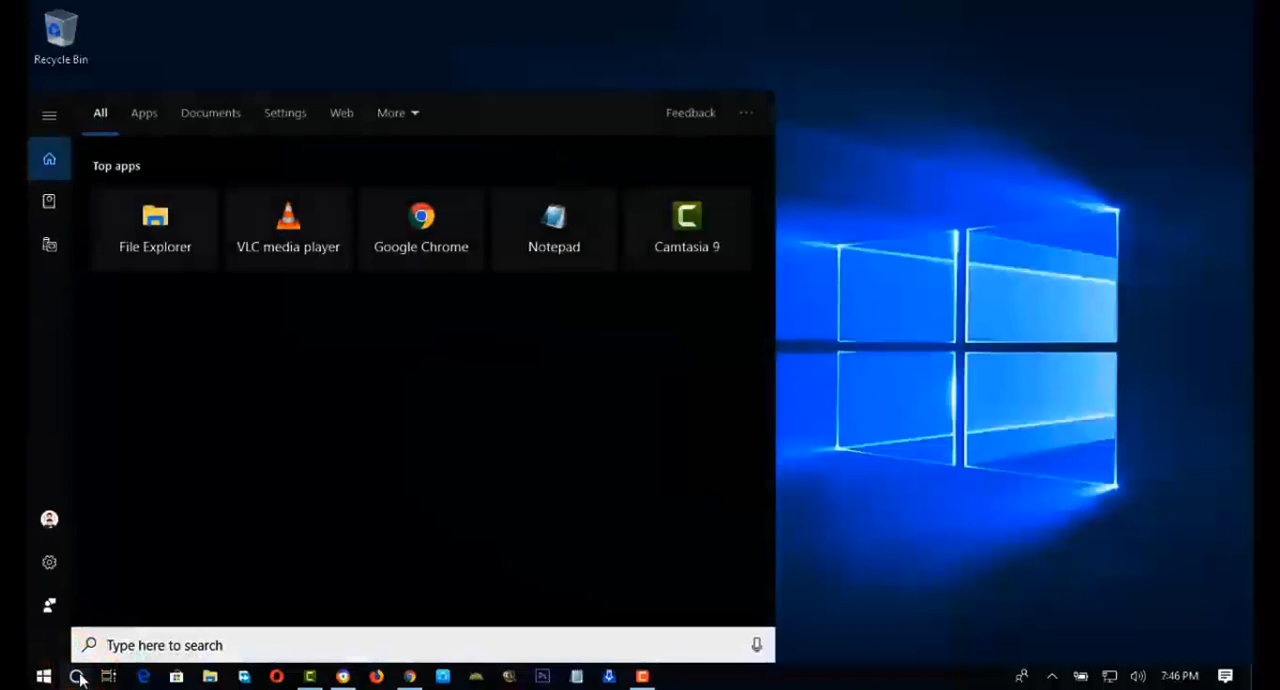 Recycle Bin
All Apps Documents Settings Web More Feedback
Top apps
File Explorer VLC media player Google Chrome Notepad Camtasia 9
Type here to search
7:46 PM